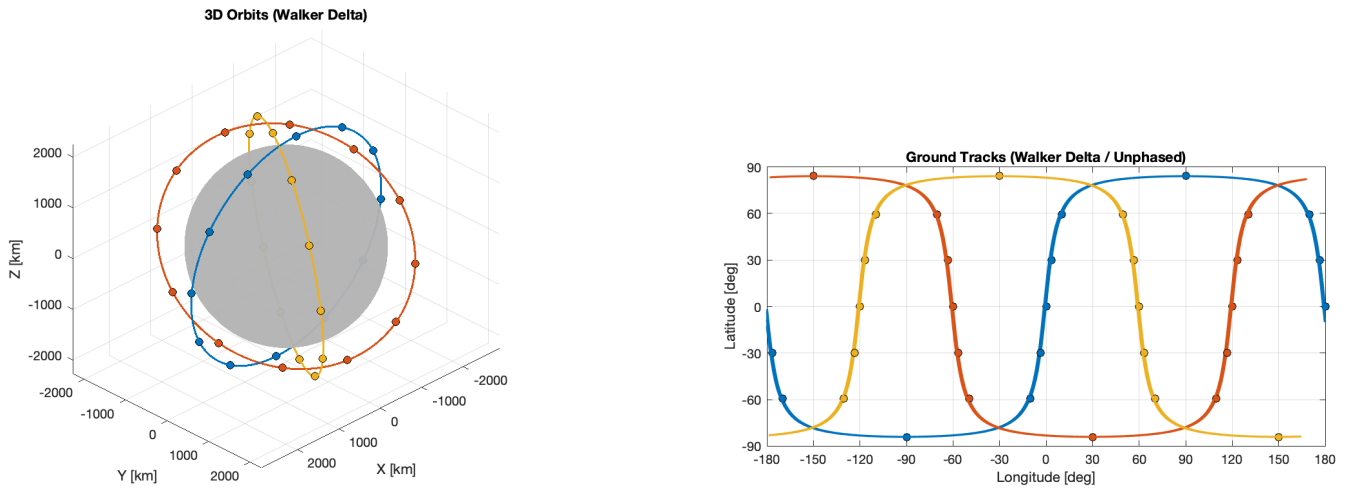 3D Orbits (Walker Delta)
2000
1000
0
-1000
-2000
Z [km]
-2000
-1000
0
1000
2000
Y [km]
2000
1000
0
-1000
-2000
X [km]
Ground Tracks (Walker Delta / Unphased)
90
60
30
0
-30
-60
-90
Latitude [deg]
-180 -150 -120 -90 -60 -30 0 30 60 90 120 150 180
Longitude [deg]